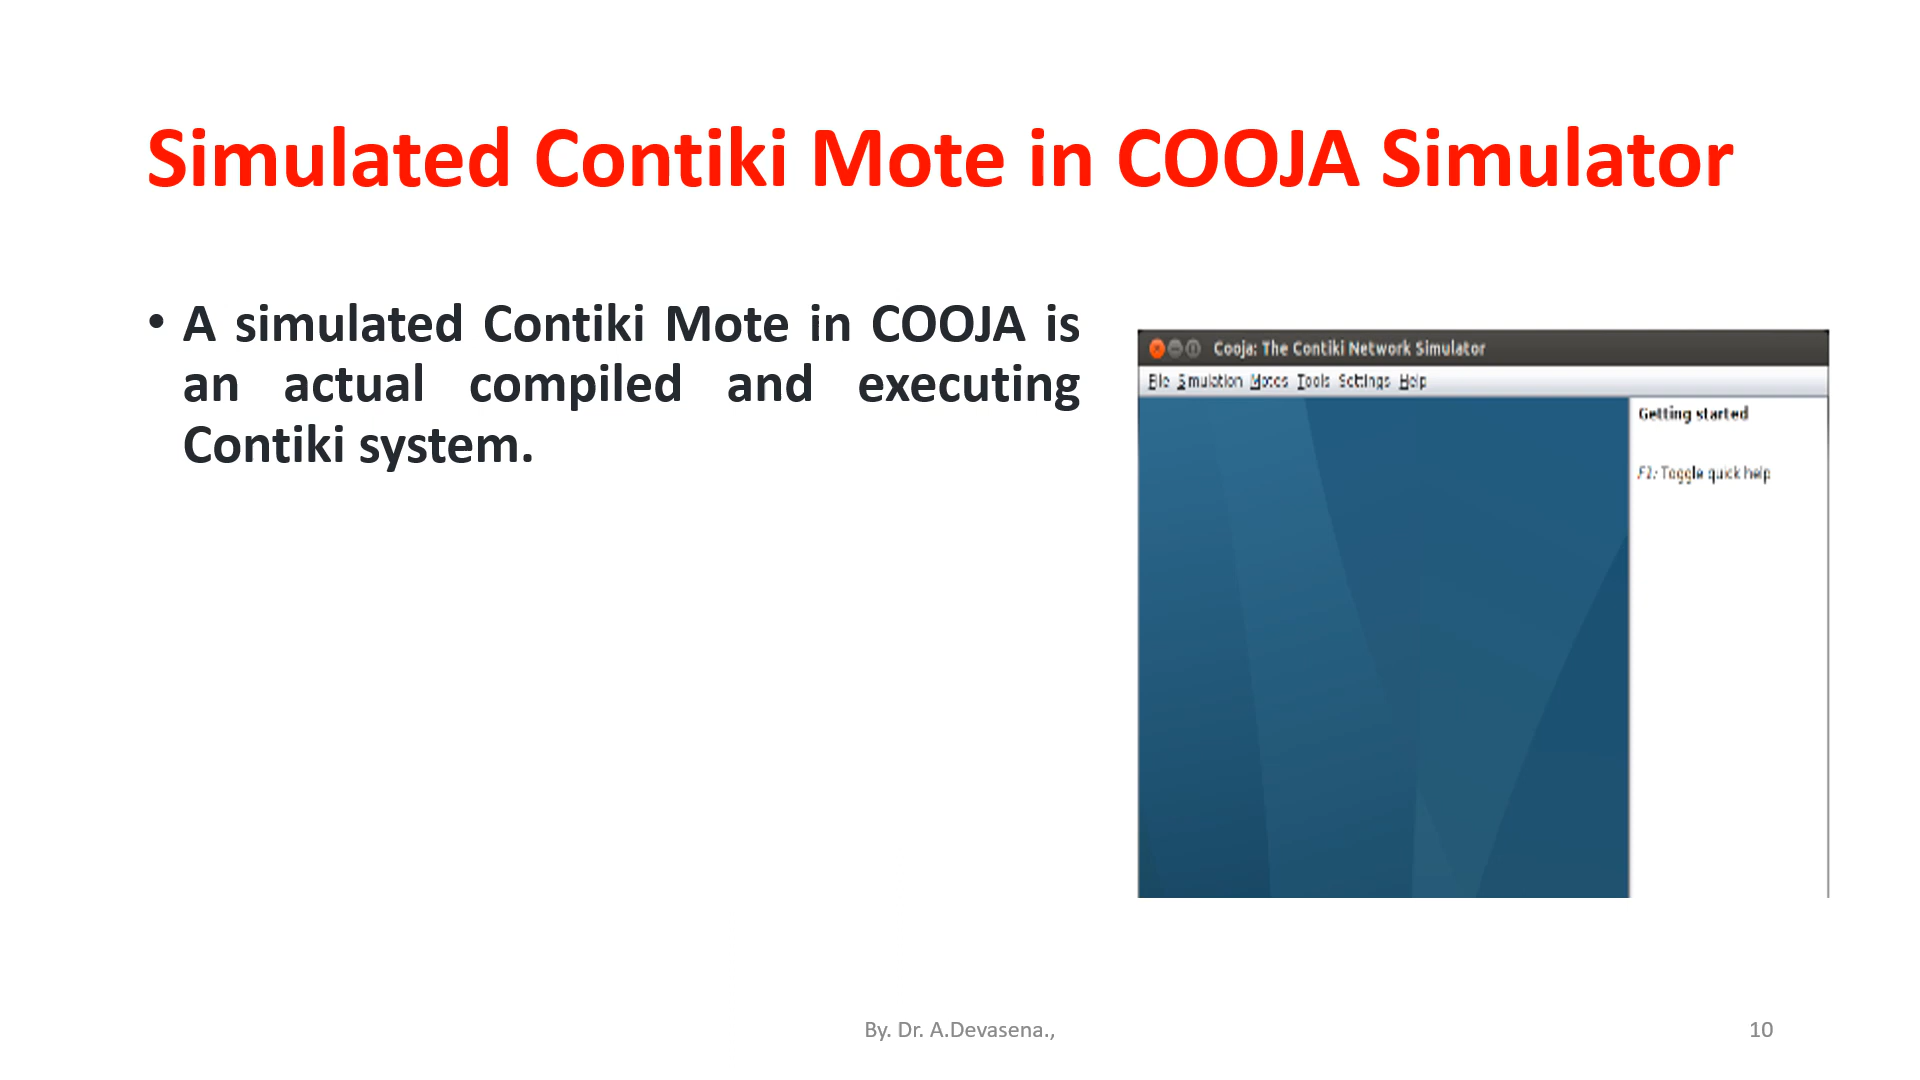 Simulated Contiki Mote in COOJA Simulator
• A simulated Contiki Mote in COOJA is
an actual compiled and executing
Contiki system.
Cooja: The Contiki Network Simulator
File Simulation Motes Tools Settings Help
Getting started
F1: Toggle quick help
By. Dr. A.Devasena.,
10